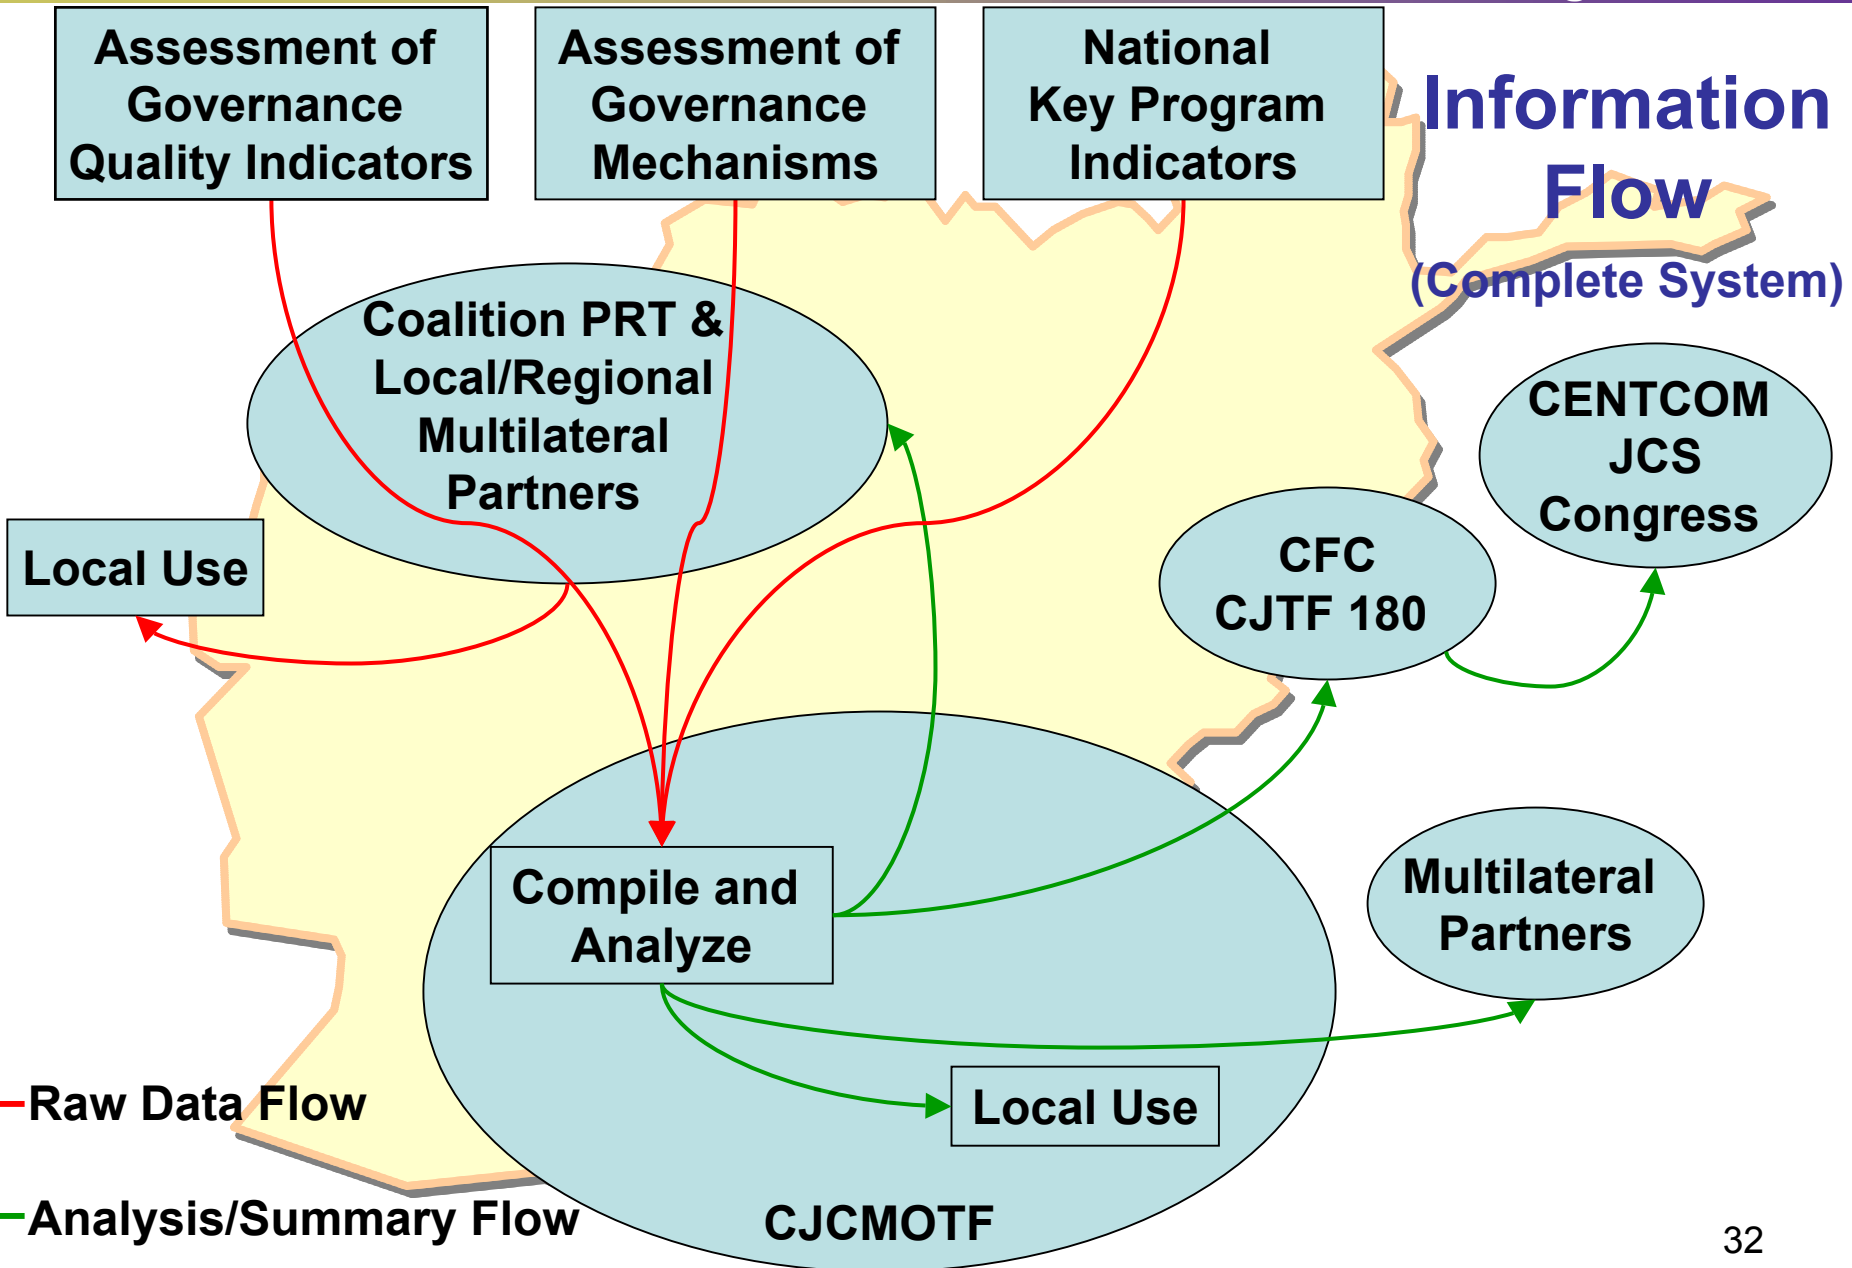 Assessment of
Governance
Quality Indicators
Assessment of
Governance
Mechanisms
National
Key Program
Indicators
Information
Flow
(Complete System)
Coalition PRT &
Local/Regional
Multilateral
Partners
CENTCOM
JCS
Congress
Local Use
CFC
CJTF 180
Compile and
Analyze
Multilateral
Partners
Local Use
Raw Data Flow
Analysis/Summary Flow
CJCMOTF
32